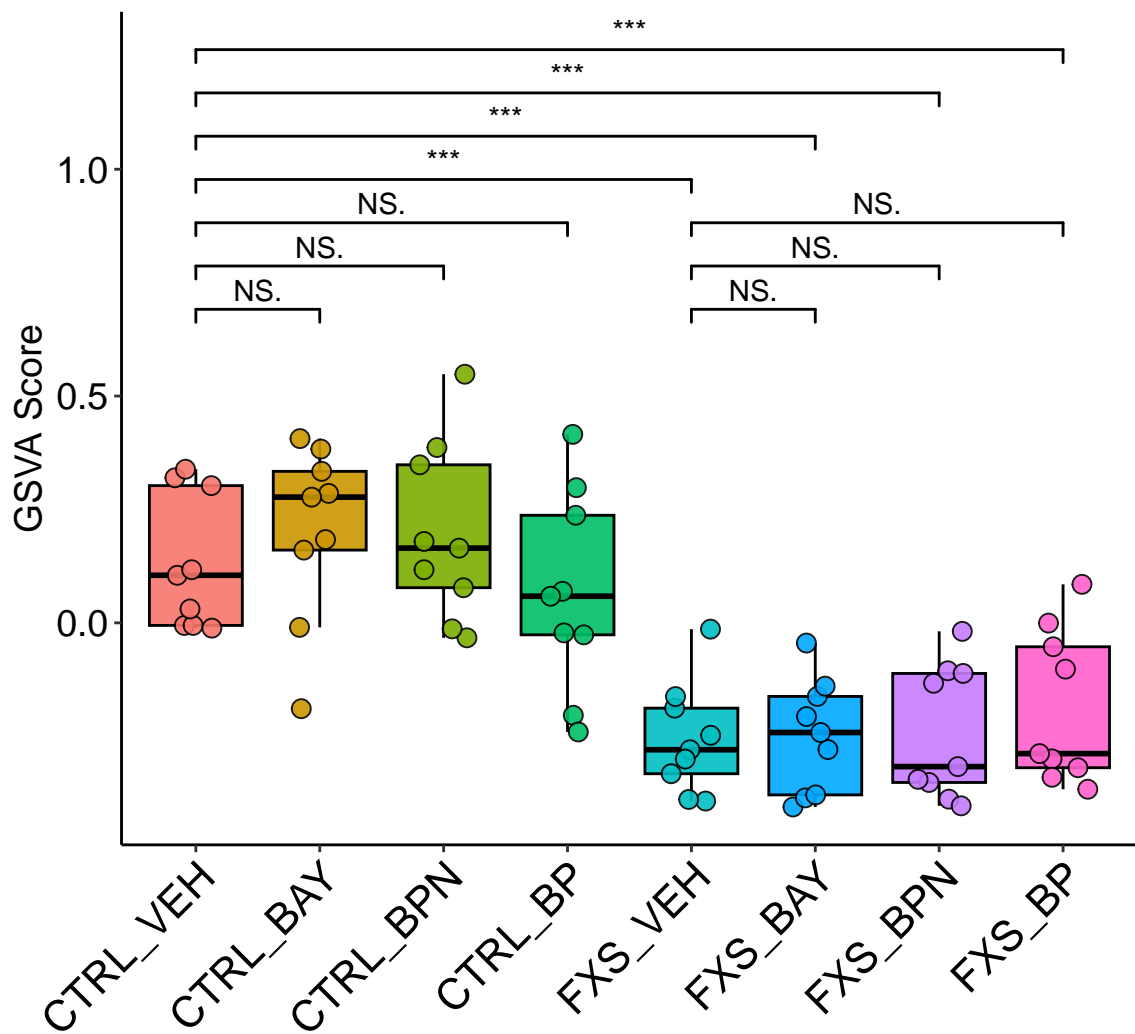 ***
***
***
***
NS.
NS.
NS.
NS.
NS.
NS.
1.0
0.5
0.0
GSVA Score
CTRL_VEH
CTRL_BAY
CTRL_BPN
CTRL_BP
FXS_VEH
FXS_BAY
FXS_BPN
FXS_BP